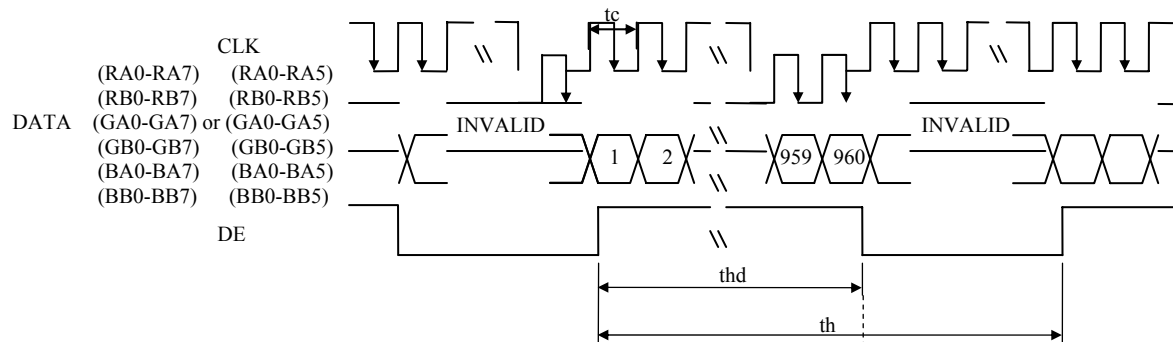 tc
CLK
(RA0-RA7) (RA0-RA5)
(RB0-RB7) (RB0-RB5)
DATA (GA0-GA7) or (GA0-GA5) INVALID INVALID
(GB0-GB7) (GB0-GB5) 1 2 959 960
(BA0-BA7) (BA0-BA5)
(BB0-BB7) (BB0-BB5)
DE
thd
th